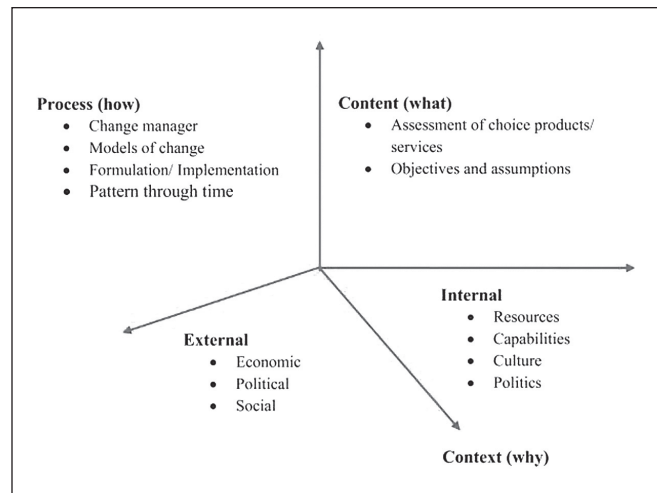 Process (how)
• Change manager
• Models of change
• Formulation/ Implementation
• Pattern through time
Content (what)
• Assessment of choice products/
services
• Objectives and assumptions
External
• Economic
• Political
• Social
Internal
• Resources
• Capabilities
• Culture
• Politics
Context (why)